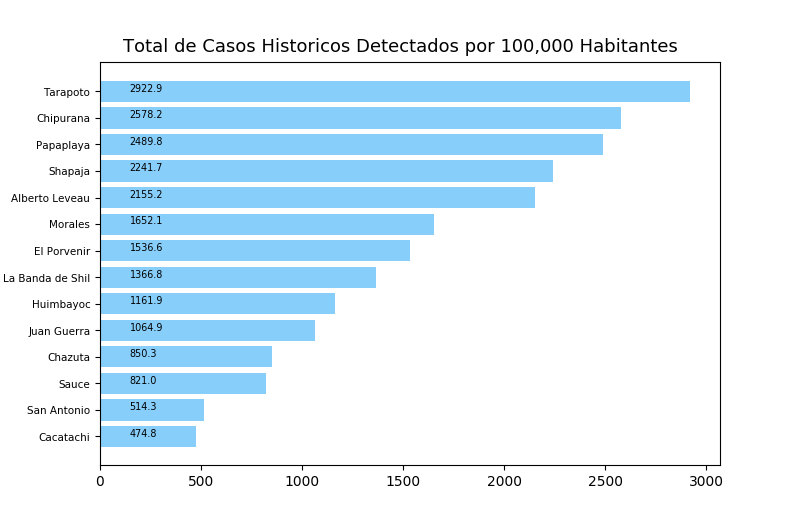 Total de Casos Historicos Detectados por 100,000 Habitantes
Tarapoto 2922.9
Chipurana 2578.2
Papaplaya 2489.8
Shapaja 2241.7
Alberto Leveau 2155.2
Morales 1652.1
El Porvenir 1536.6
La Banda de Shil 1366.8
Huimbayoc 1161.9
Juan Guerra 1064.9
Chazuta 850.3
Sauce 821.0
San Antonio 514.3
Cacatachi 474.8
0 500 1000 1500 2000 2500 3000